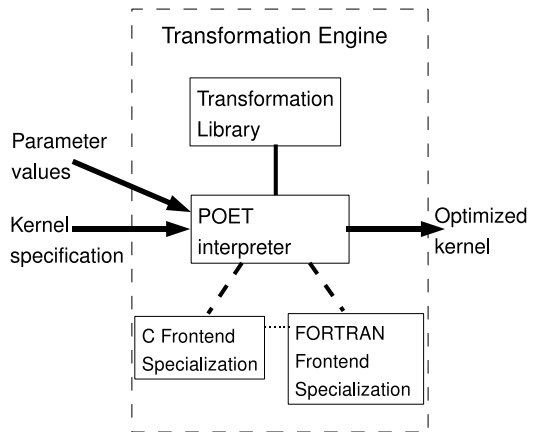 Transformation Engine
Transformation
Library
Parameter
values
Kernel
specification
POET
interpreter
Optimized
kernel
C Frontend
Specialization
FORTRAN
Frontend
Specialization